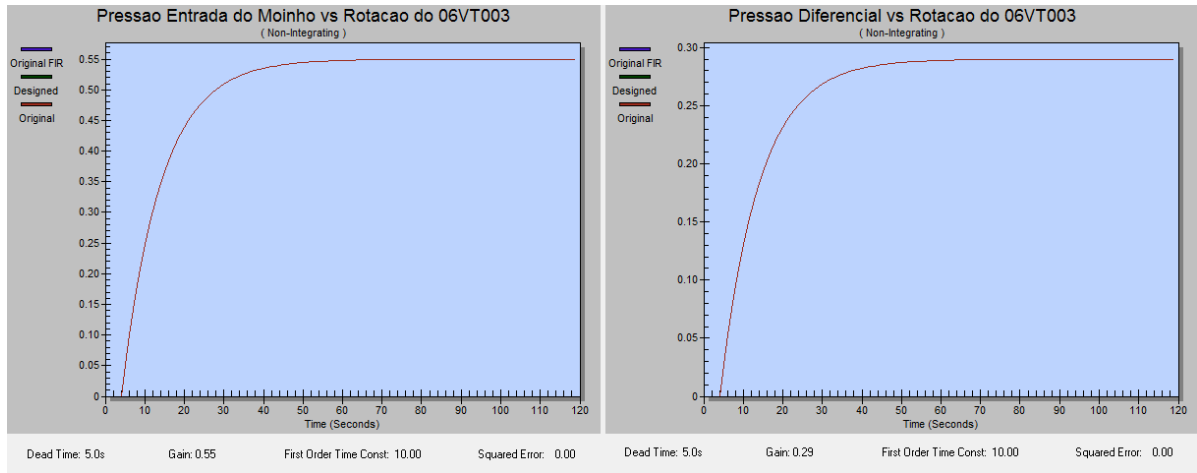 Pressao Entrada do Moinho vs Rotacao do 06VT003
( Non-Integrating )
Original FIR
Designed
Original
0.55
0.50
0.45
0.40
0.35
0.30
0.25
0.20
0.15
0.10
0.05
0
0 10 20 30 40 50 60 70 80 90 100 110 120
Time (Seconds)
Dead Time: 5.0s Gain: 0.55 First Order Time Const: 10.00 Squared Error: 0.00
Pressao Diferencial vs Rotacao do 06VT003
( Non-Integrating )
Original FIR
Designed
Original
0.30
0.25
0.20
0.15
0.10
0.05
0
0 10 20 30 40 50 60 70 80 90 100 110 120
Time (Seconds)
Dead Time: 5.0s Gain: 0.29 First Order Time Const: 10.00 Squared Error: 0.00